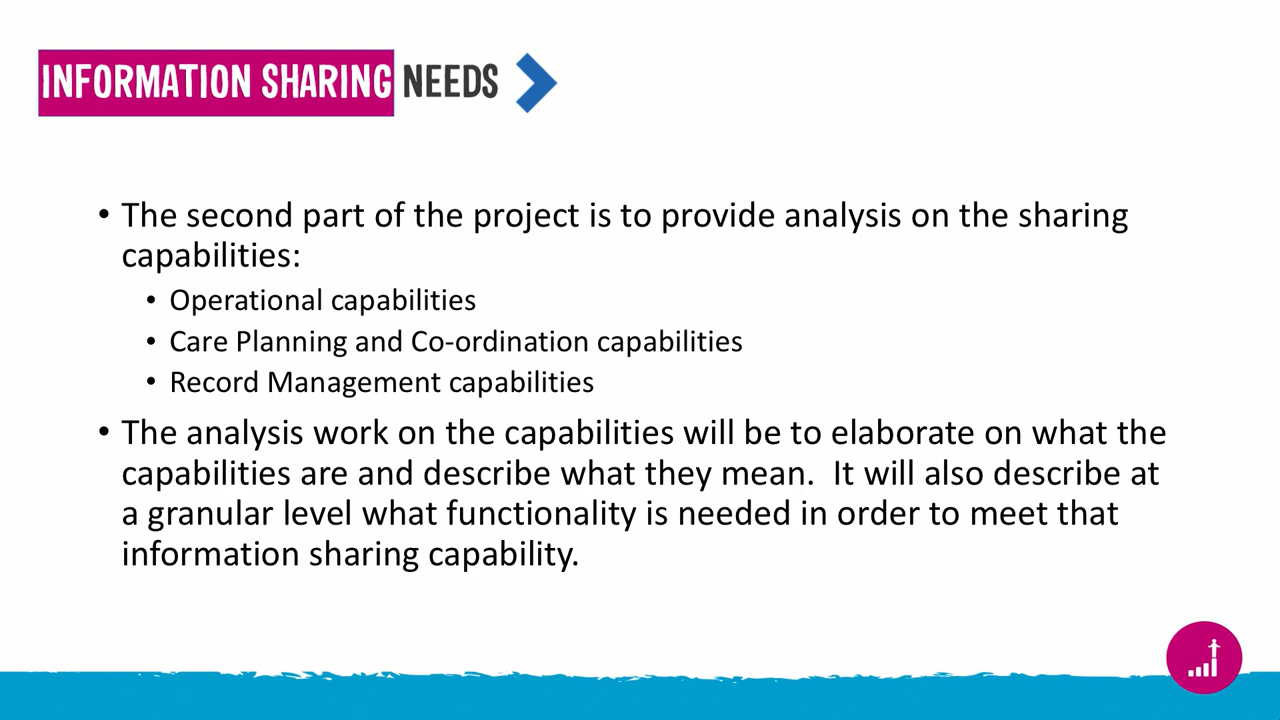 INFORMATION SHARING NEEDS
• The second part of the project is to provide analysis on the sharing
capabilities:
• Operational capabilities
• Care Planning and Co-ordination capabilities
• Record Management capabilities
• The analysis work on the capabilities will be to elaborate on what the
capabilities are and describe what they mean.  It will also describe at
a granular level what functionality is needed in order to meet that
information sharing capability.